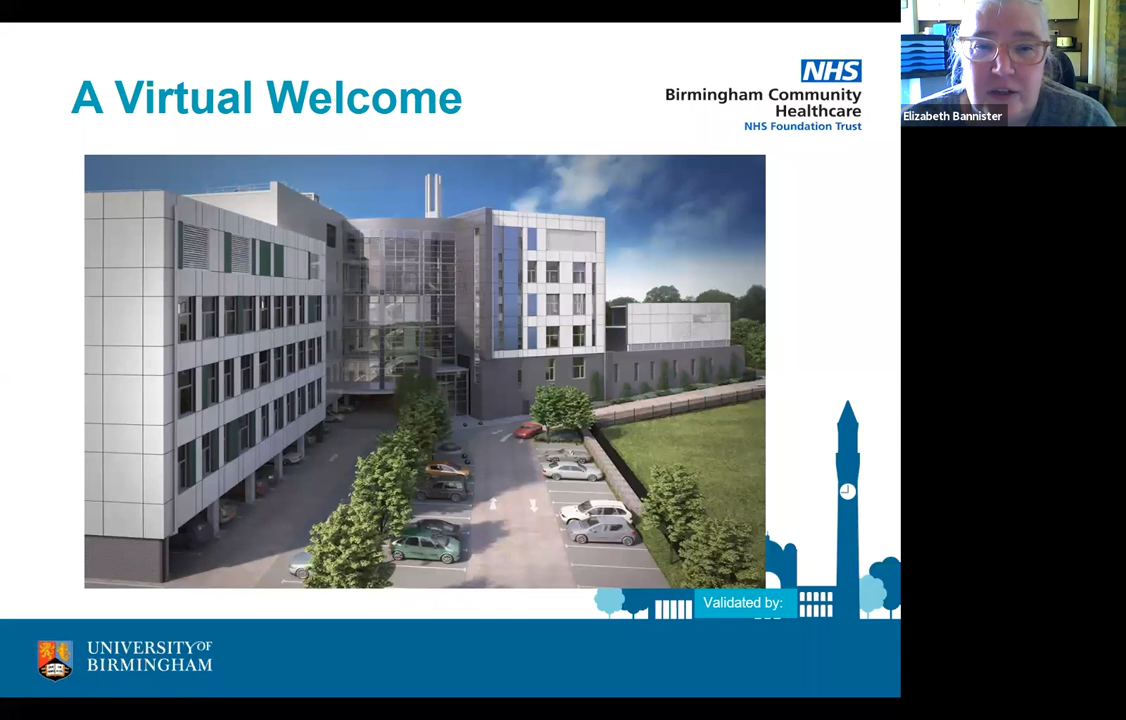 A Virtual Welcome
NHS
Birmingham Community
Healthcare
NHS Foundation Trust
Elizabeth Bannister
Validated by:
UNIVERSITY OF
BIRMINGHAM